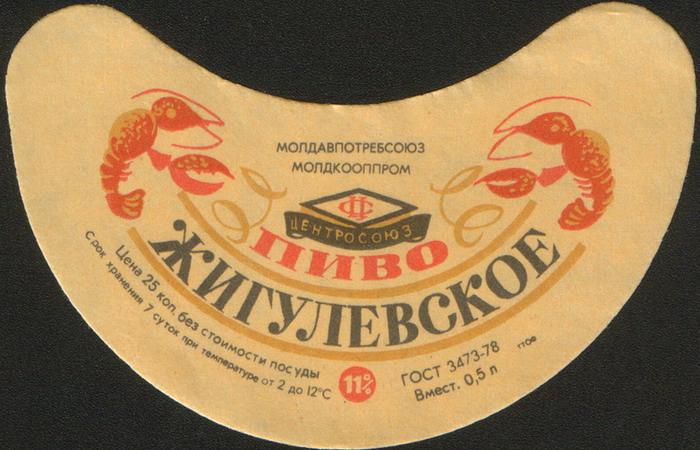 МОЛДАВПОТРЕБСОЮЗ
МОЛДКООППРОМ
ЦЕНТРОСОЮЗ
ПИВО
ЖИГУЛЕВСКОЕ
Цена 25 коп. без стоимости посуды
Срок хранения 7 суток при температуре от 2 до 12°C
11%
ГОСТ 3473-78
Вмест. 0,5 л